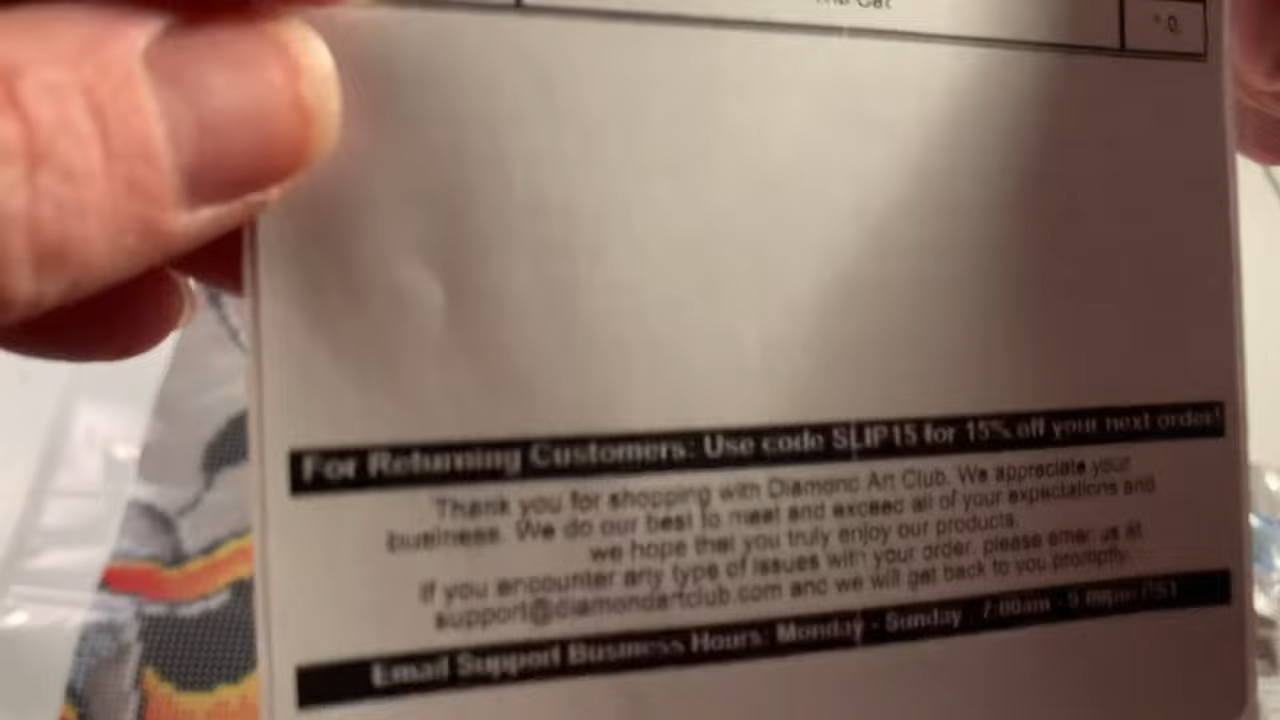 Cat
For Returning Customers: Use code SLIP15 for 15% off your next order!
Thank you for shopping with Diamond Art Club. We appreciate your
business. We do our best to meet and exceed all of your expectations and
we hope that you truly enjoy our products.
If you encounter any type of issues with your order, please email us at
support@diamondartclub.com and we will get back to you promptly.
Email Support Business Hours: Monday - Sunday 7:00am - PST